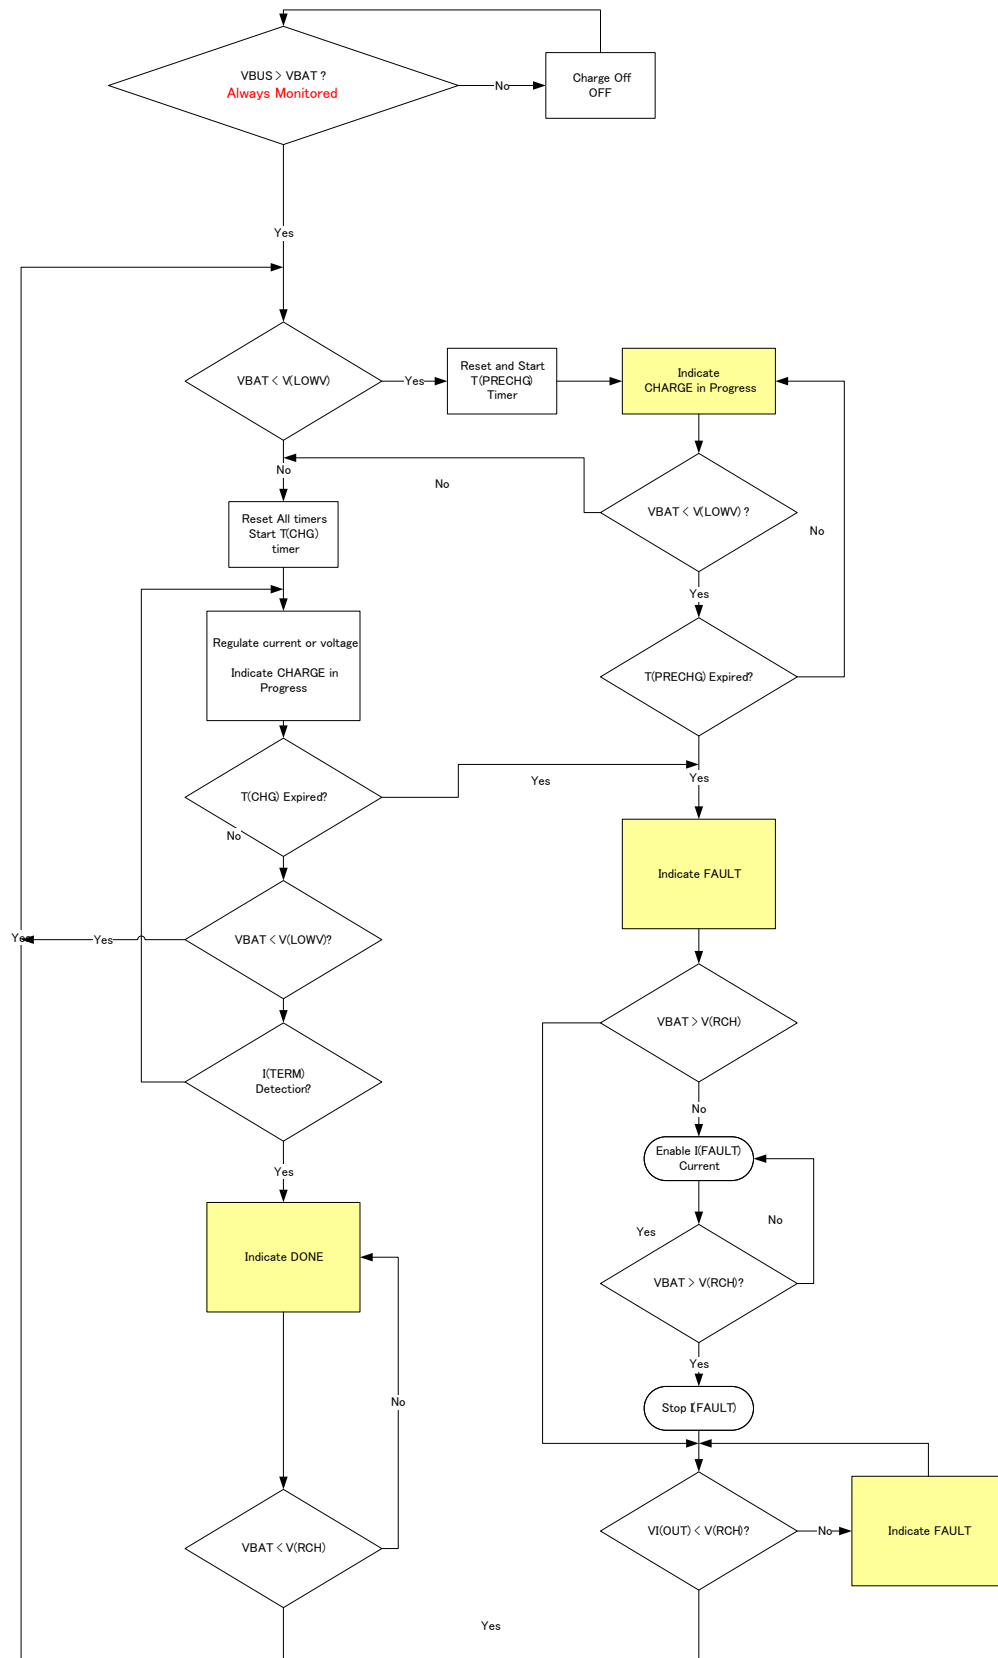 VBUS > VBAT ?
Always Monitored
No
Charge Off
OFF
Yes
VBAT < V(LOWV)
Yes
Reset and Start
T(PRECHG)
Timer
Indicate
CHARGE in Progress
No
No
VBAT < V(LOWV) ?
No
Reset All timers
Start T(CHG)
timer
Yes
Regulate current or voltage
Indicate CHARGE in
Progress
T(PRECHG) Expired?
T(CHG) Expired?
Yes
Yes
No
Indicate FAULT
VBAT < V(LOWV)?
Yes
Yes
VBAT > V(RCH)
I(TERM)
Detection?
No
Enable I(FAULT)
Current
Yes
Yes
No
Indicate DONE
VBAT > V(RCH)?
Yes
No
Stop I(FAULT)
VBAT < V(RCH)
VI(OUT) < V(RCH)?
No
Indicate FAULT
Yes